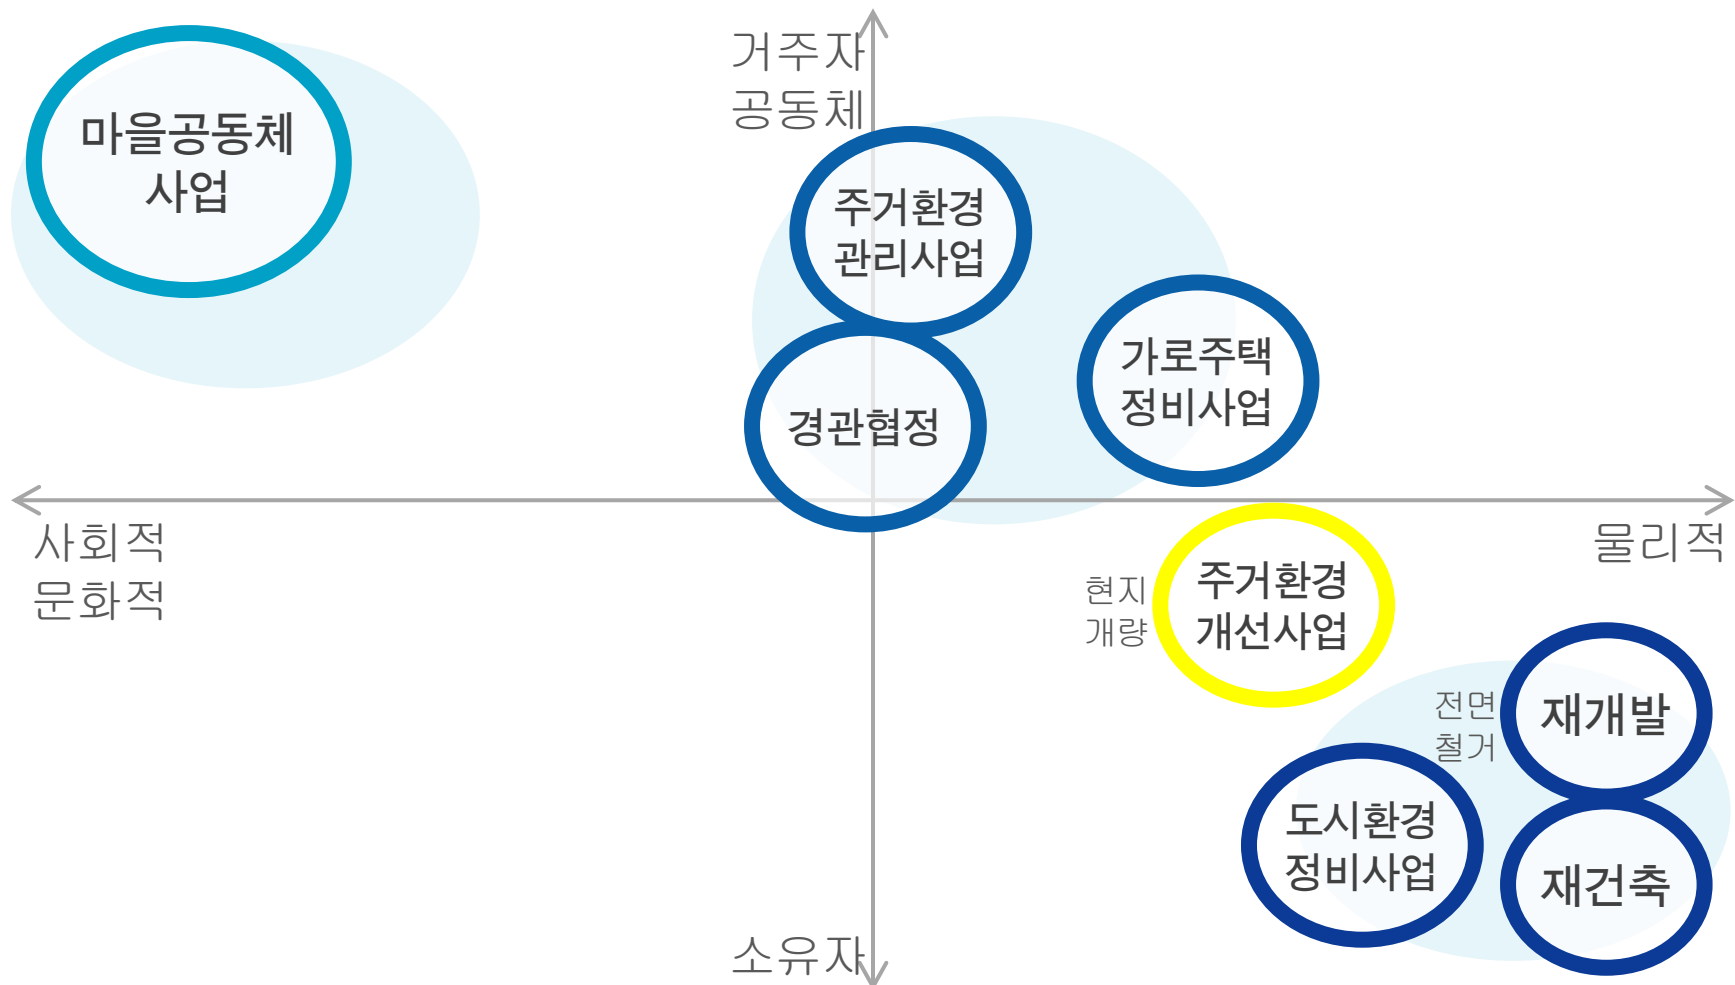 거주자
공동체
마을공동체
사업
주거환경
관리사업
가로주택
정비사업
경관협정
사회적
문화적
물리적
현지
개량
주거환경
개선사업
전면
철거
재개발
도시환경
정비사업
재건축
소유자